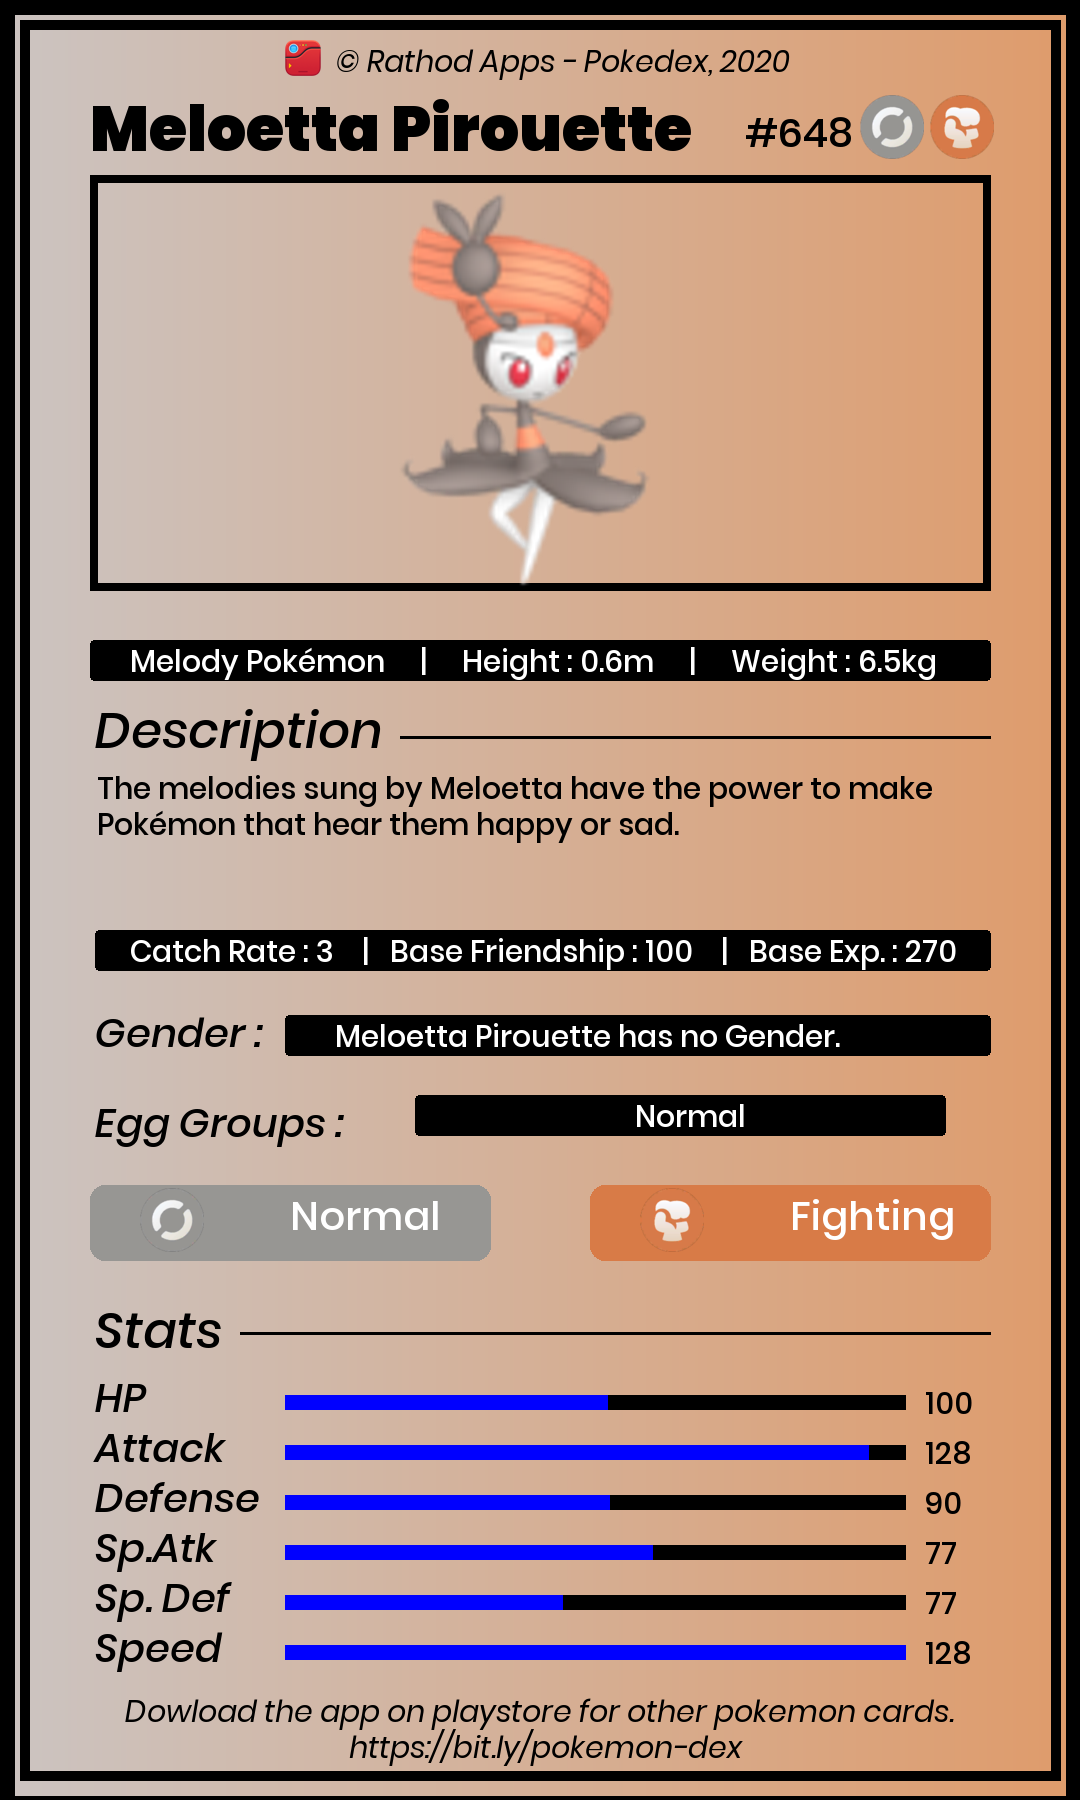 © Rathod Apps - Pokedex, 2020
Meloetta Pirouette #648
Melody Pokémon | Height : 0.6m | Weight : 6.5kg
Description
The melodies sung by Meloetta have the power to make
Pokémon that hear them happy or sad.
Catch Rate : 3 | Base Friendship : 100 | Base Exp. : 270
Gender : Meloetta Pirouette has no Gender.
Egg Groups : Normal
Normal Fighting
Stats
HP 100
Attack 128
Defense 90
Sp.Atk 77
Sp. Def 77
Speed 128
Dowload the app on playstore for other pokemon cards.
https://bit.ly/pokemon-dex